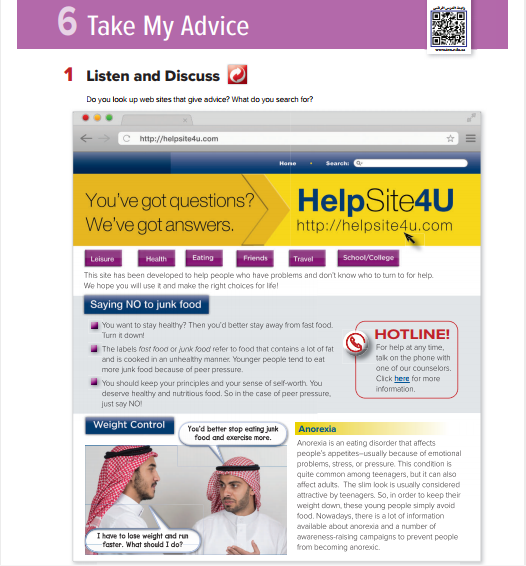 6 Take My Advice
1 Listen and Discuss
Do you look up web sites that give advice? What do you search for?
http://helpsite4u.com
Home • Search:
You've got questions?
We've got answers.
HelpSite4U
http://helpsite4u.com
Leisure Health Eating Friends Travel School/College
This site has been developed to help people who have problems and don't know who to turn to for help.
We hope you will use it and make the right choices for life!
Saying NO to junk food
You want to stay healthy? Then you'd better stay away from fast food.
Turn it down!
The labels fast food or junk food refer to food that contains a lot of fat
and is cooked in an unhealthy manner. Younger people tend to eat
more junk food because of peer pressure.
You should keep your principles and your sense of self-worth. You
deserve healthy and nutritious food. So in the case of peer pressure,
just say NO!
HOTLINE!
For help at any time,
talk on the phone with
one of our counselors.
Click here for more
information.
Weight Control
You'd better stop eating junk
food and exercise more.
I have to lose weight and run
faster. What should I do?
Anorexia
Anorexia is an eating disorder that affects
people's appetites–usually because of emotional
problems, stress, or pressure. This condition is
quite common among teenagers, but it can also
affect adults. The slim look is usually considered
attractive by teenagers. So, in order to keep their
weight down, these young people simply avoid
food. Nowadays, there is a lot of information
available about anorexia and a number of
awareness-raising campaigns to prevent people
from becoming anorexic.